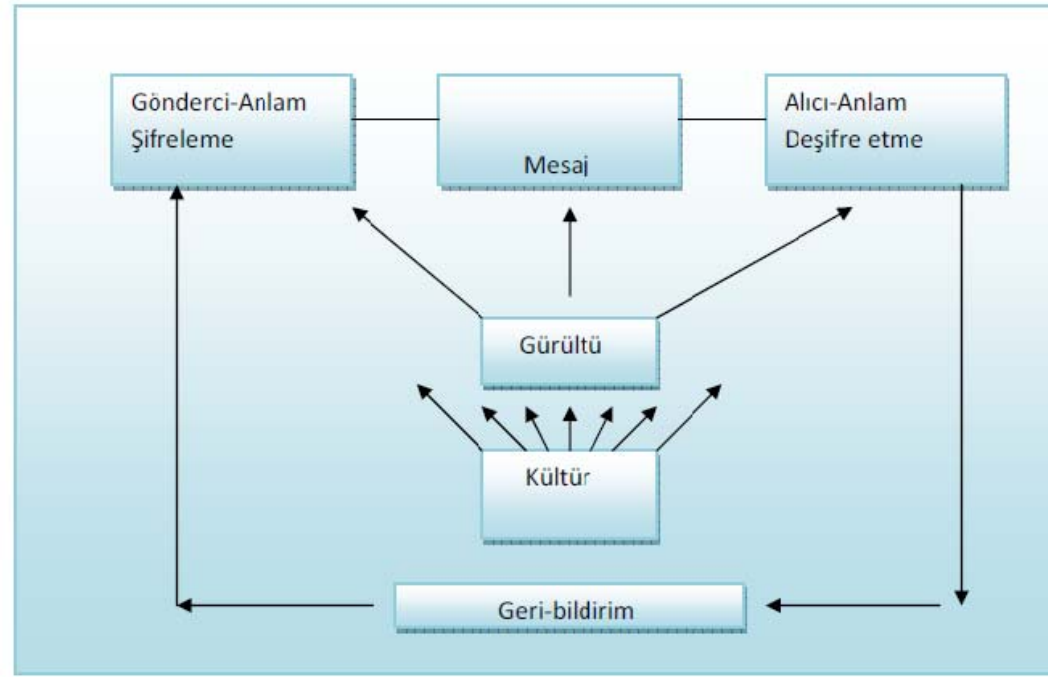 Gönderci-Anlam
Şifreleme
Mesaj
Alıcı-Anlam
Deşifre etme
Gürültü
Kültür
Geri-bildirim